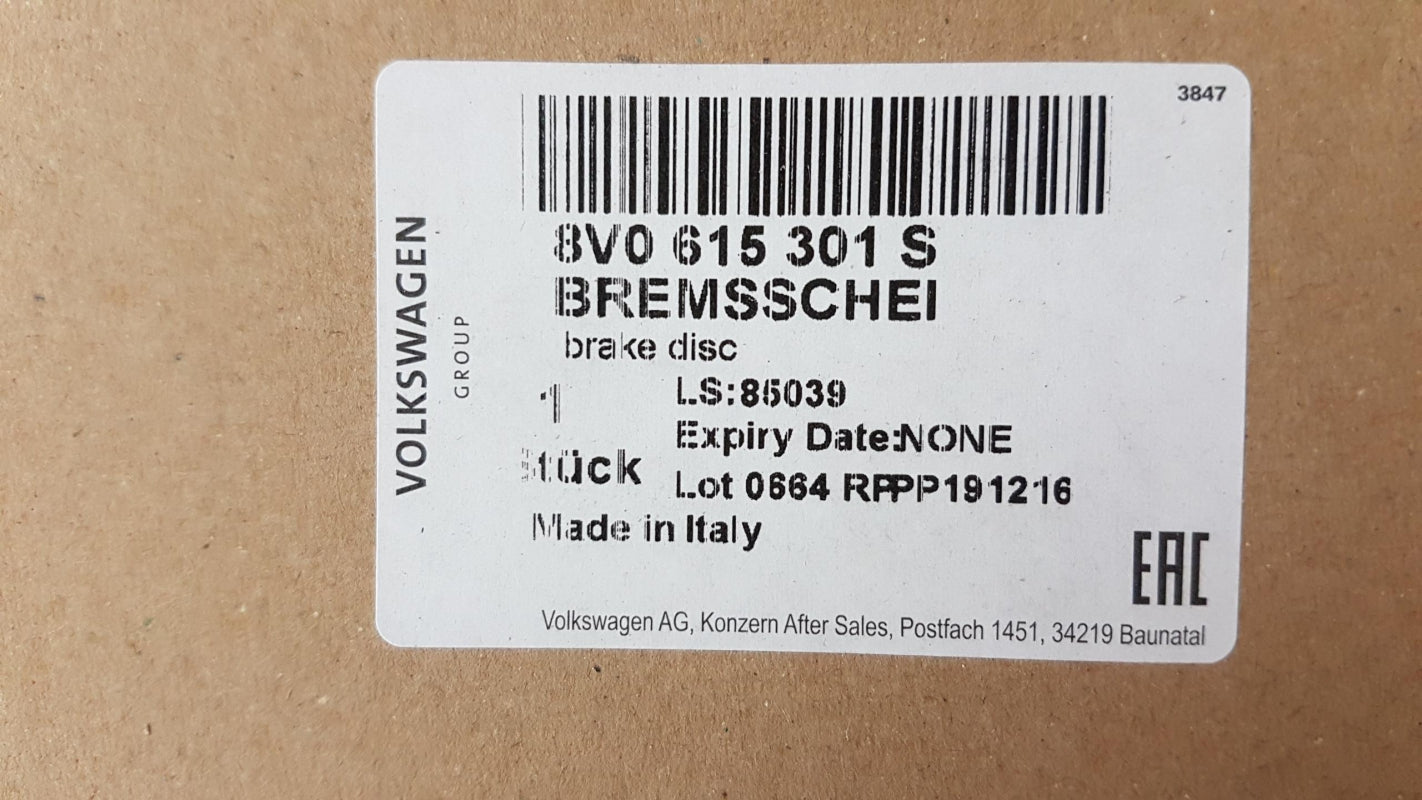 3847
8V0 615 301 S
BREMSSCHEI
brake disc
1
Stück
LS:85039
Expiry Date:NONE
Lot 0664 RPPP191216
Made in Italy
EAC
Volkswagen AG, Konzern After Sales, Postfach 1451, 34219 Baunatal
VOLKSWAGEN
GROUP